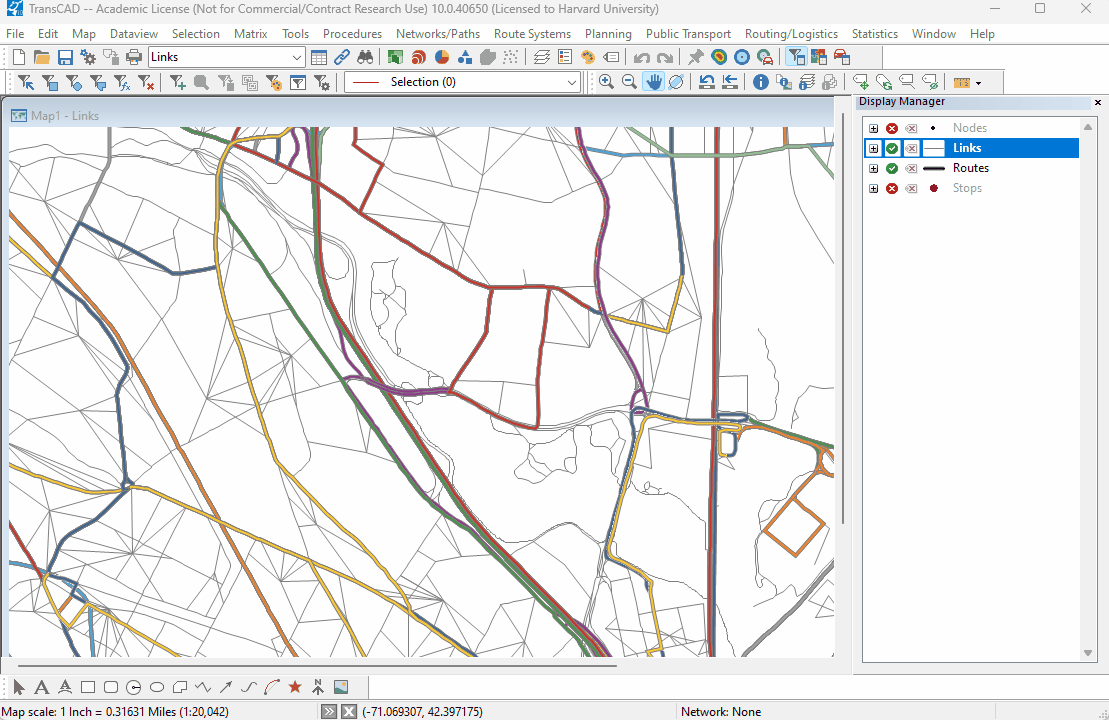 TransCAD -- Academic License (Not for Commercial/Contract Research Use) 10.0.40650 (Licensed to Harvard University)
File Edit Map Dataview Selection Matrix Tools Procedures Networks/Paths Route Systems Planning Public Transport Routing/Logistics Statistics Window Help
Links
Selection (0)
Map1 - Links
Display Manager
Nodes
Links
Routes
Stops
Map scale: 1 Inch = 0.31631 Miles (1:20,042) (-71.069307, 42.397175) Network: None